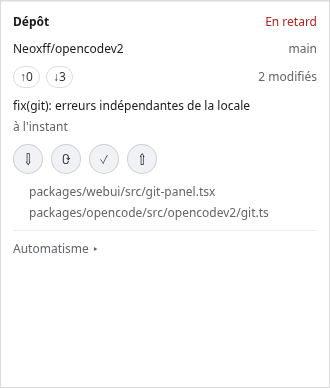 Dépôt En retard
Neoxff/opencodev2 main
↑0 ↓3 2 modifiés
fix(git): erreurs indépendantes de la locale
à l'instant
packages/webui/src/git-panel.tsx
packages/opencode/src/opencodev2/git.ts
Automatisme ▸